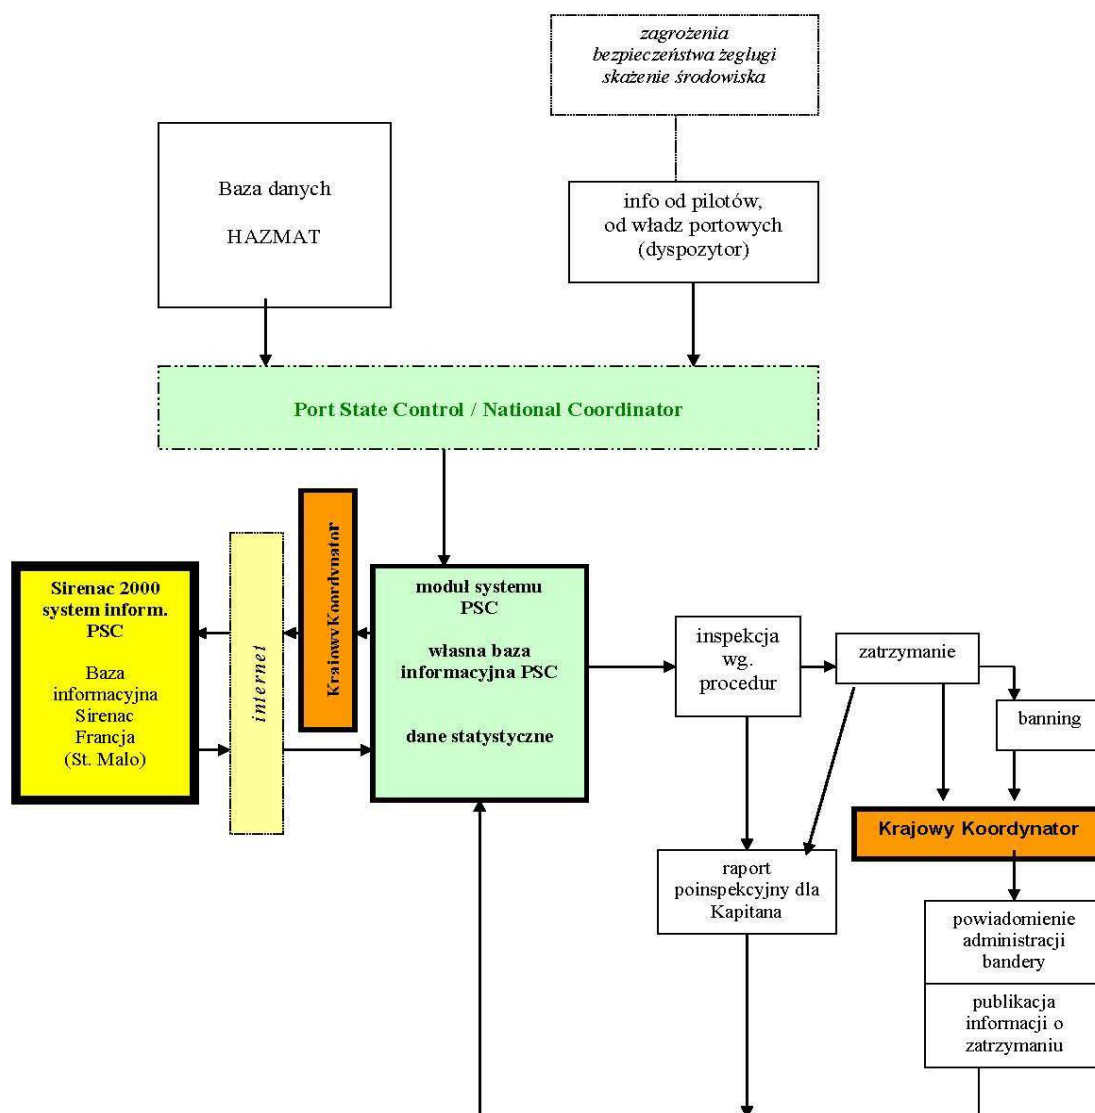 zagrożenia
bezpieczeństwa żeglugi
skażenie środowiska
Baza danych
HAZMAT
info od pilotów,
od władz portowych
(dyspozytor)
Port State Control / National Coordinator
Krajowy Koordynator
internet
Sirenac 2000
system inform.
PSC
Baza
informacyjna
Sirenac
Francja
(St. Malo)
moduł systemu
PSC
własna baza
informacyjna PSC
dane statystyczne
inspekcja
wg.
procedur
zatrzymanie
banning
Krajowy Koordynator
raport
poinspekcyjny dla
Kapitana
powiadomienie
administracji
bandery
publikacja
informacji o
zatrzymaniu